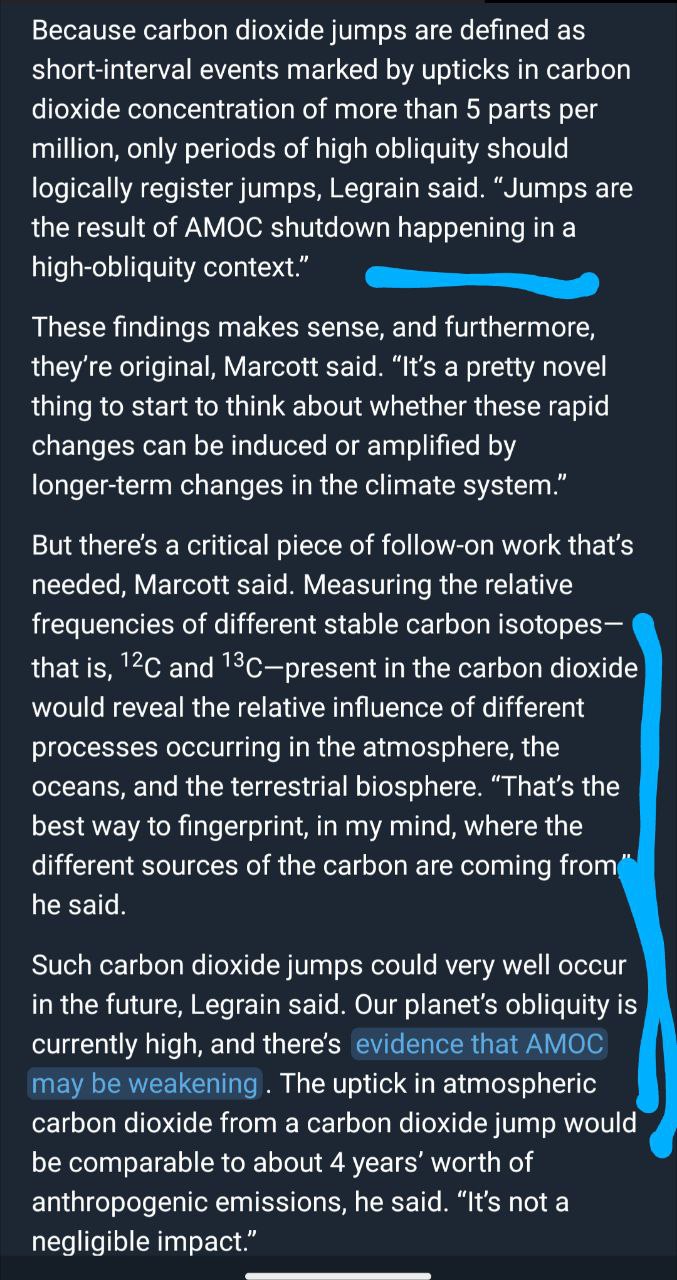 Because carbon dioxide jumps are defined as
short-interval events marked by upticks in carbon
dioxide concentration of more than 5 parts per
million, only periods of high obliquity should
logically register jumps, Legrain said. “Jumps are
the result of AMOC shutdown happening in a
high-obliquity context.”
These findings makes sense, and furthermore,
they’re original, Marcott said. “It’s a pretty novel
thing to start to think about whether these rapid
changes can be induced or amplified by
longer-term changes in the climate system.”
But there’s a critical piece of follow-on work that’s
needed, Marcott said. Measuring the relative
frequencies of different stable carbon isotopes—
that is, ¹²C and ¹³C—present in the carbon dioxide
would reveal the relative influence of different
processes occurring in the atmosphere, the
oceans, and the terrestrial biosphere. “That’s the
best way to fingerprint, in my mind, where the
different sources of the carbon are coming from,”
he said.
Such carbon dioxide jumps could very well occur
in the future, Legrain said. Our planet’s obliquity is
currently high, and there’s evidence that AMOC
may be weakening. The uptick in atmospheric
carbon dioxide from a carbon dioxide jump would
be comparable to about 4 years’ worth of
anthropogenic emissions, he said. “It’s not a
negligible impact.”